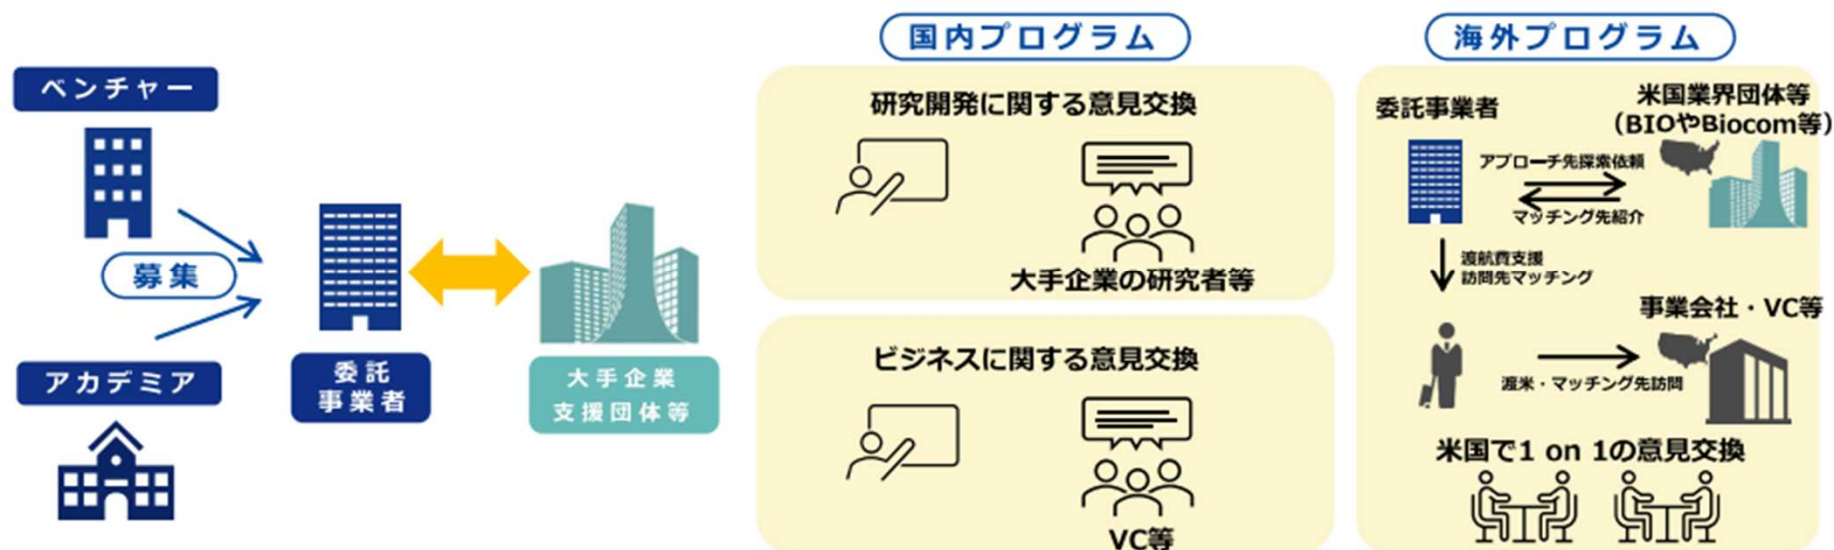 ベンチャー
募集
アカデミア
委託
事業者
大手企業
支援団体等
国内プログラム
研究開発に関する意見交換
大手企業の研究者等
ビジネスに関する意見交換
VC等
海外プログラム
委託事業者
米国業界団体等
(BIOやBiocom等)
アプローチ先探索依頼
マッチング先紹介
渡航費支援
訪問先マッチング
事業会社・VC等
渡米・マッチング先訪問
米国で1 on 1の意見交換